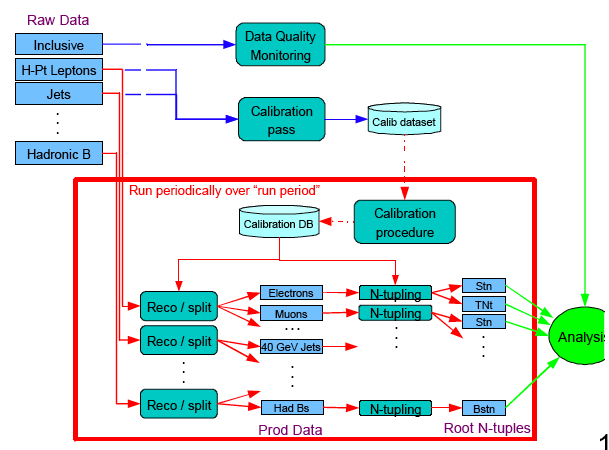 Raw Data
Inclusive
H-Pt Leptons
Jets
Hadronic B
Data Quality
Monitoring
Calibration
pass
Calib dataset
Run periodically over “run period”
Calibration DB
Calibration
procedure
Reco / split
Electrons
Muons
N-tupling
N-tupling
Stn
TNt
Stn
Reco / split
40 GeV Jets
Analysis
Reco / split
Had Bs
N-tupling
Bstn
Prod Data
Root N-tuples
1